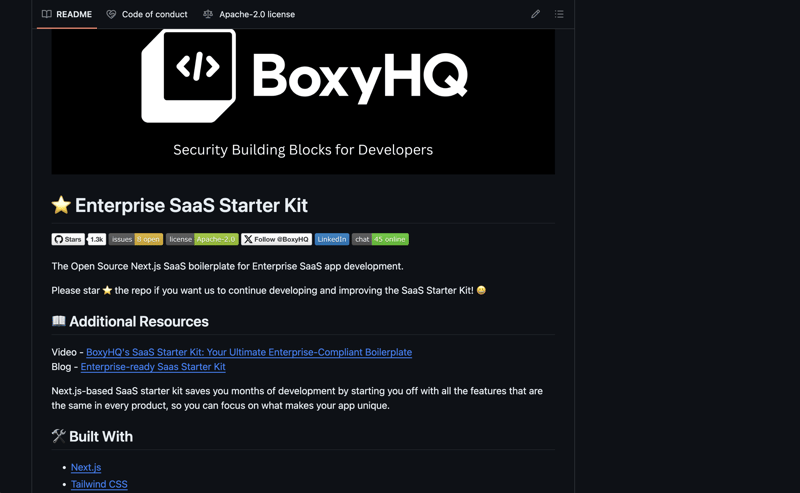 README Code of conduct Apache-2.0 license
</> BoxyHQ
Security Building Blocks for Developers
⭐ Enterprise SaaS Starter Kit
Stars 1.3k issues 8 open license Apache-2.0 Follow @BoxyHQ LinkedIn chat 45 online
The Open Source Next.js SaaS boilerplate for Enterprise SaaS app development.
Please star ⭐ the repo if you want us to continue developing and improving the SaaS Starter Kit! 😀
📖 Additional Resources
Video - BoxyHQ's SaaS Starter Kit: Your Ultimate Enterprise-Compliant Boilerplate
Blog - Enterprise-ready Saas Starter Kit
Next.js-based SaaS starter kit saves you months of development by starting you off with all the features that are
the same in every product, so you can focus on what makes your app unique.
🛠️ Built With
• Next.js
• Tailwind CSS